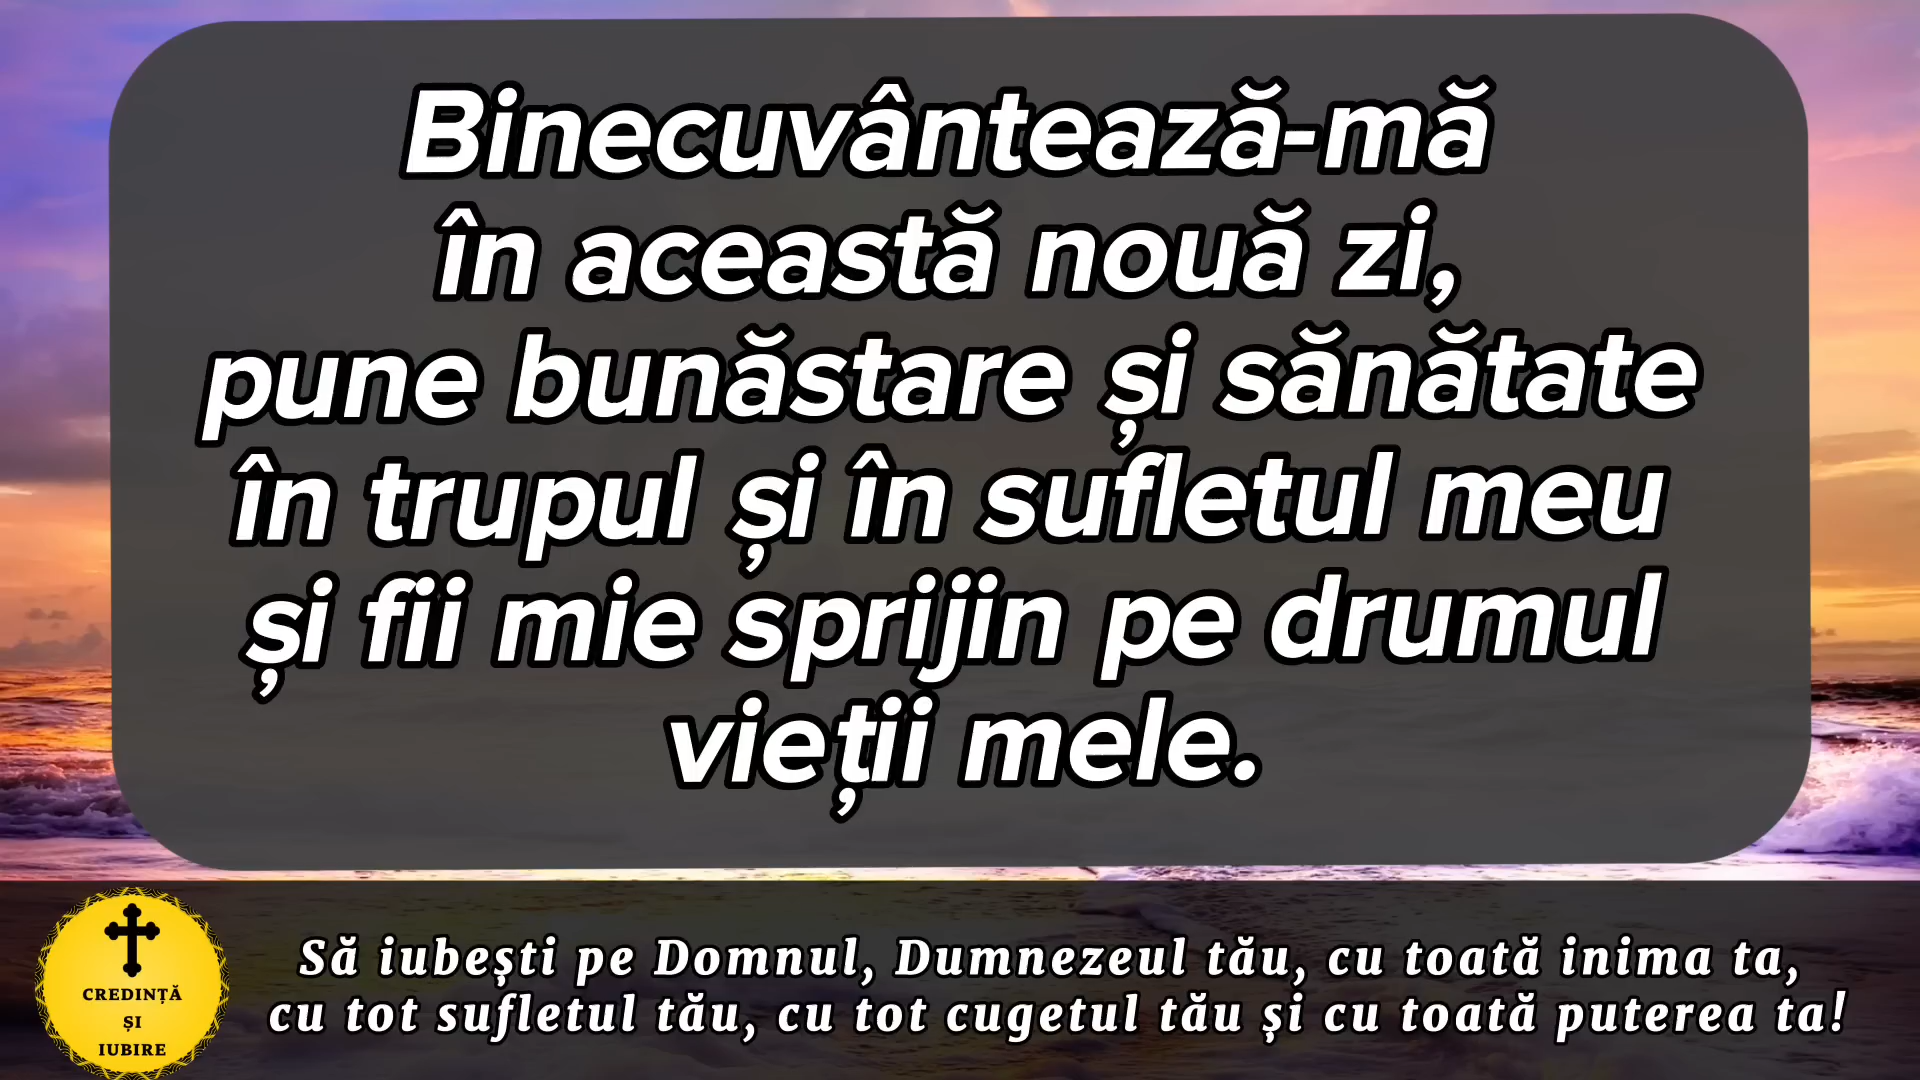 Binecuvântează-mă
în această nouă zi,
pune bunăstare și sănătate
în trupul și în sufletul meu
și fii mie sprijin pe drumul
vieții mele.
CREDINȚĂ
ȘI
IUBIRE
Să iubești pe Domnul, Dumnezeul tău, cu toată inima ta,
cu tot sufletul tău, cu tot cugetul tău și cu toată puterea ta!